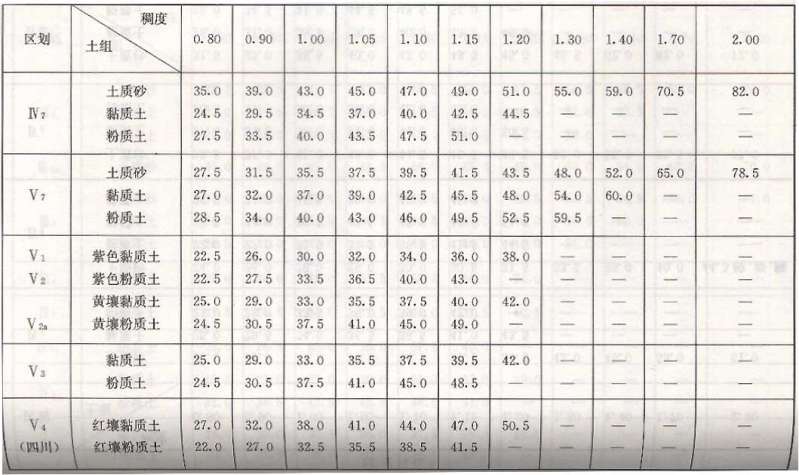 区划 稠度 土组 0.80 0.90 1.00 1.05 1.10 1.15 1.20 1.30 1.40 1.70 2.00
土质砂 35.0 39.0 43.0 45.0 47.0 49.0 51.0 55.0 59.0 70.5 82.0
Ⅳ₇ 黏质土 24.5 29.5 34.5 37.0 40.0 42.5 44.5 — — — —
粉质土 27.5 33.5 40.0 43.5 47.5 51.0 — — — — —
土质砂 27.5 31.5 35.5 37.5 39.5 41.5 43.5 48.0 52.0 65.0 78.5
Ⅴ₇ 黏质土 27.0 32.0 37.0 39.0 42.5 45.5 48.0 54.0 60.0 — —
粉质土 28.5 34.0 40.0 43.0 46.0 49.5 52.5 59.5 — — —
Ⅴ₁ 紫色黏质土 22.5 26.0 30.0 32.0 34.0 36.0 38.0 — — — —
Ⅴ₂ 紫色粉质土 22.5 27.5 33.5 36.5 40.0 43.0 — — — — —
黄壤黏质土 25.0 29.0 33.0 35.5 37.5 40.0 42.0 — — — —
Ⅴ₂ₐ 黄壤粉质土 24.5 30.5 37.5 41.0 45.0 49.0 — — — — —
Ⅴ₃ 黏质土 25.0 29.0 33.0 35.5 37.5 39.5 42.0 — — — —
粉质土 24.5 30.5 37.5 41.0 45.0 48.5 — — — — —
Ⅴ₄ 红壤黏质土 27.0 32.0 38.0 41.0 44.0 47.0 50.5 — — — —
(四川) 红壤粉质土 22.0 27.0 32.5 35.5 38.5 41.5 — — — — —